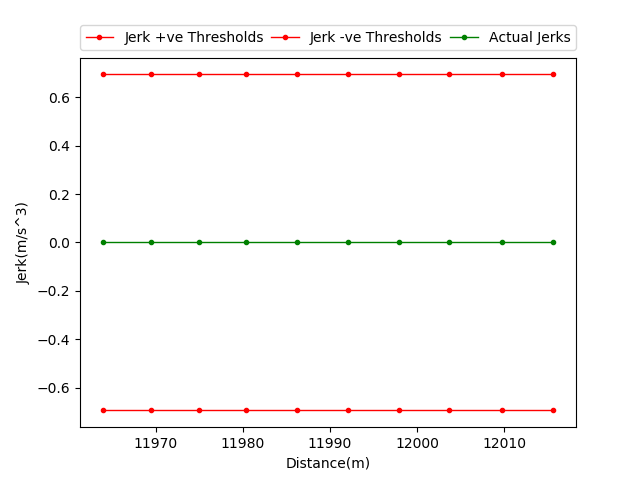 Jerk +ve Thresholds Jerk -ve Thresholds Actual Jerks
0.6
0.4
0.2
0.0
−0.2
−0.4
−0.6
Jerk(m/s^3)
11970 11980 11990 12000 12010
Distance(m)